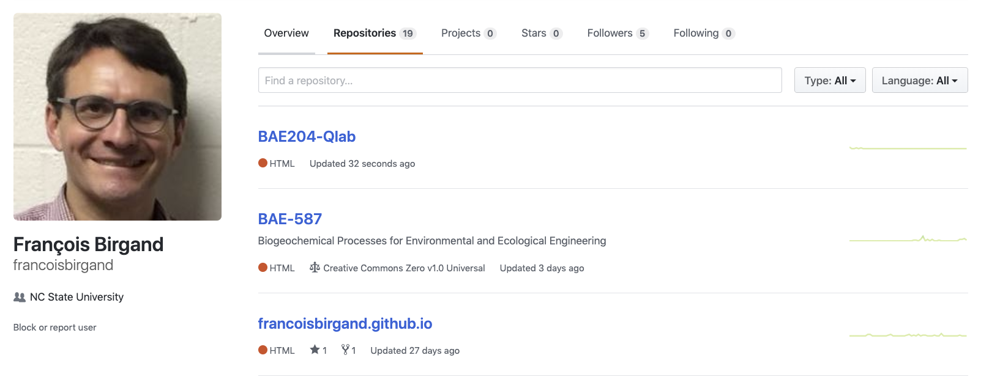 Overview Repositories 19 Projects 0 Stars 0 Followers 5 Following 0
Find a repository... Type: All Language: All
BAE204-Qlab
HTML Updated 32 seconds ago
BAE-587
Biogeochemical Processes for Environmental and Ecological Engineering
HTML Creative Commons Zero v1.0 Universal Updated 3 days ago
francoisbirgand.github.io
HTML 1 1 Updated 27 days ago
François Birgand
francoisbirgand
NC State University
Block or report user